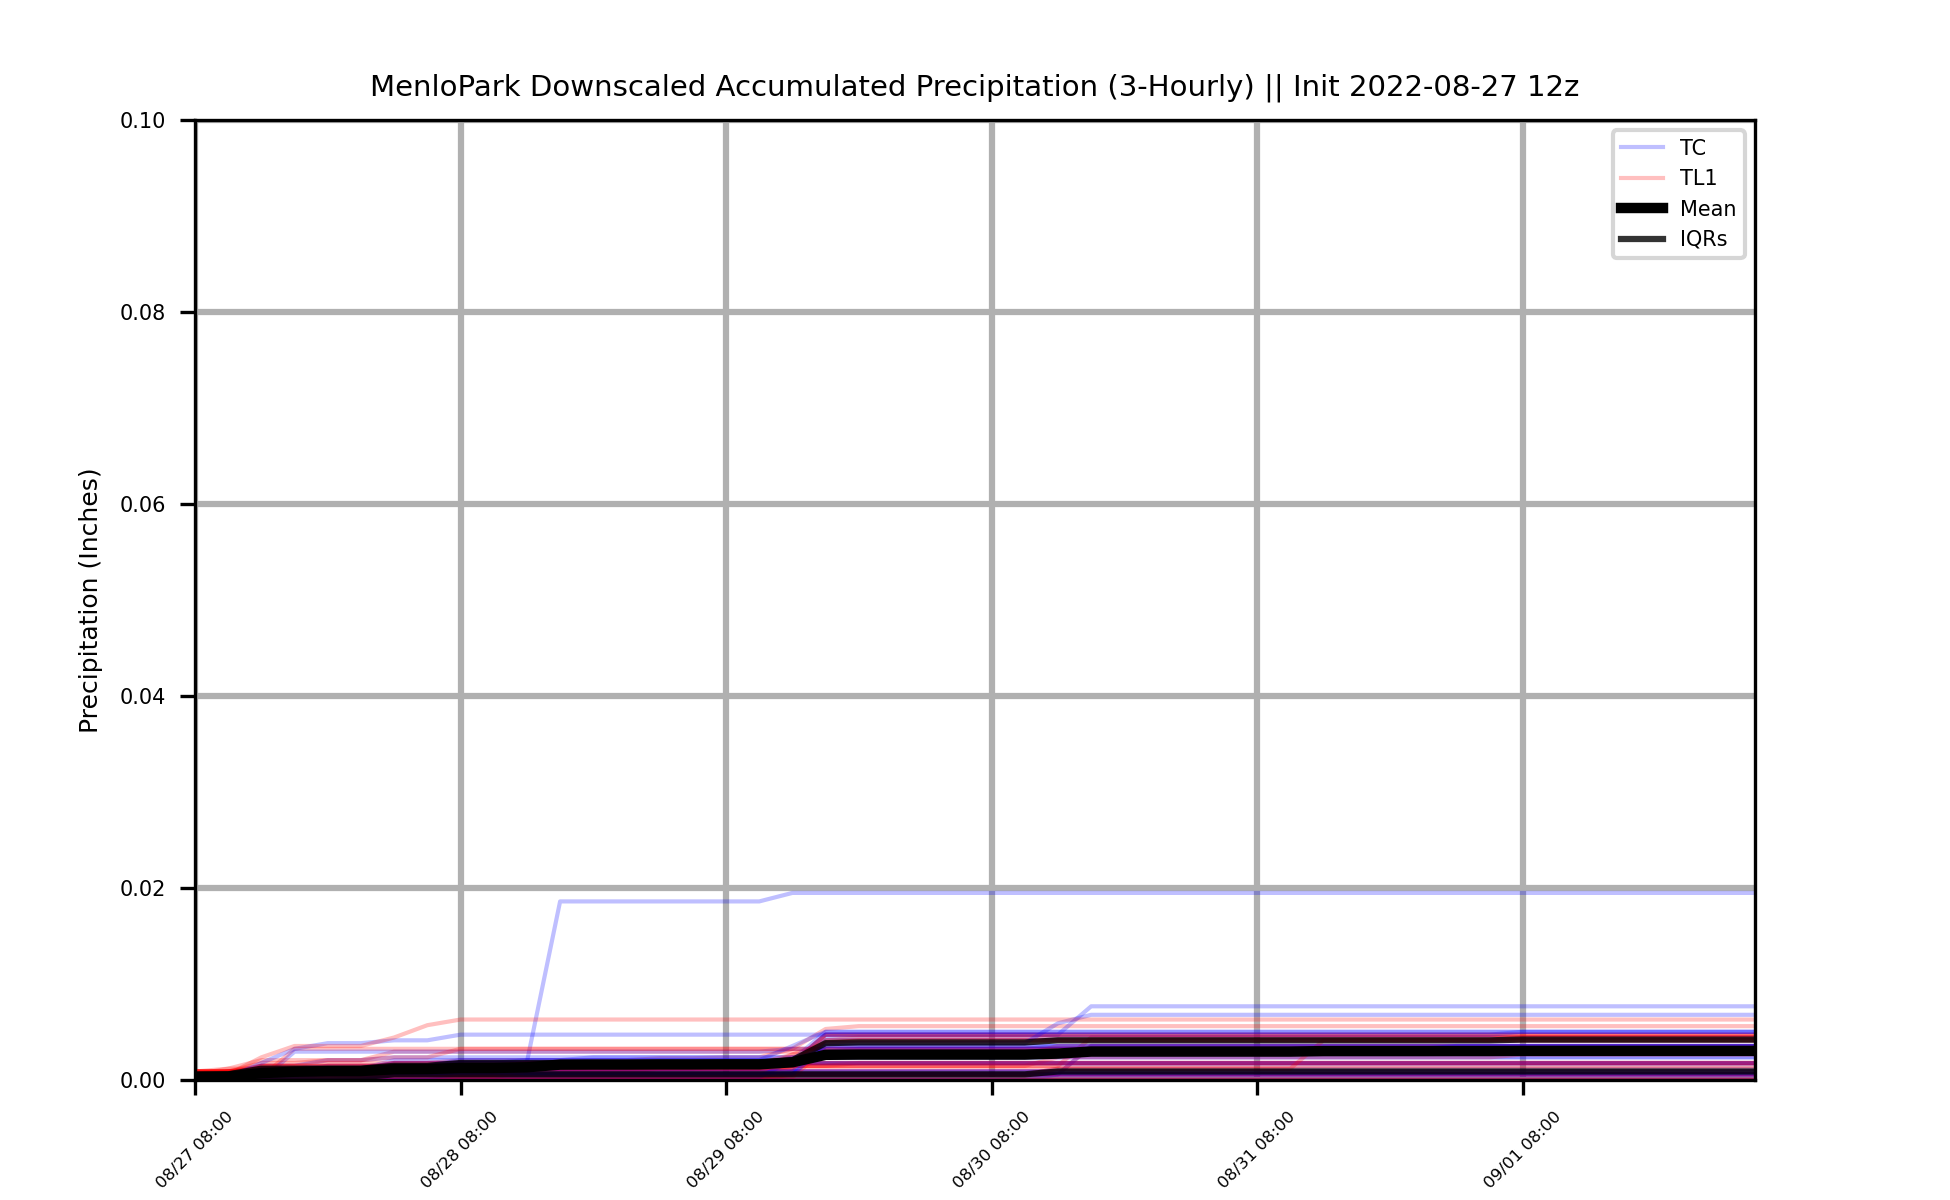 MenloPark Downscaled Accumulated Precipitation (3-Hourly) || Init 2022-08-27 12z
TC
TL1
Mean
IQRs
Precipitation (Inches)
0.10
0.08
0.06
0.04
0.02
0.00
08/27 08:00
08/28 08:00
08/29 08:00
08/30 08:00
08/31 08:00
09/01 08:00